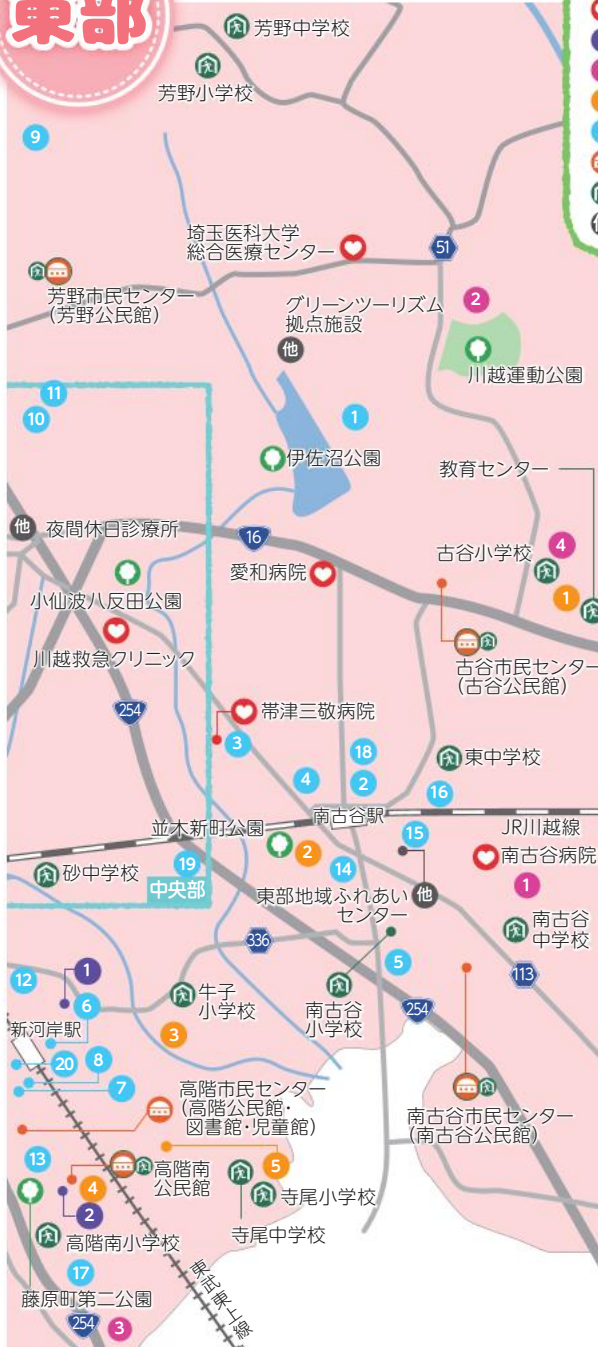 東部
芳野中学校
芳野小学校
9
埼玉医科大学
総合医療センター
51
芳野市民センター
(芳野公民館)
グリーンツーリズム
拠点施設
他
2
川越運動公園
11
10
1
伊佐沼公園
教育センター
他
夜間休日診療所
16
古谷小学校
4
愛和病院
1
小仙波八反田公園
川越救急クリニック
古谷市民センター
(古谷公民館)
254
帯津三敬病院
3
18
東中学校
4
2
16
南古谷駅
並木新町公園
15
JR川越線
2
南古谷病院
砂中学校
19
14
中央部
東部地域ふれあい
センター
他
1
南古谷
中学校
336
5
113
12
1
牛子
小学校
南古谷
小学校
6
254
新河岸駅
3
20
8
7
高階市民センター
(高階公民館・
図書館・児童館)
南古谷市民センター
(南古谷公民館)
13
高階南
公民館
5
4
寺尾小学校
2
寺尾中学校
高階南小学校
17
藤原町第二公園
東武東上線
254
3